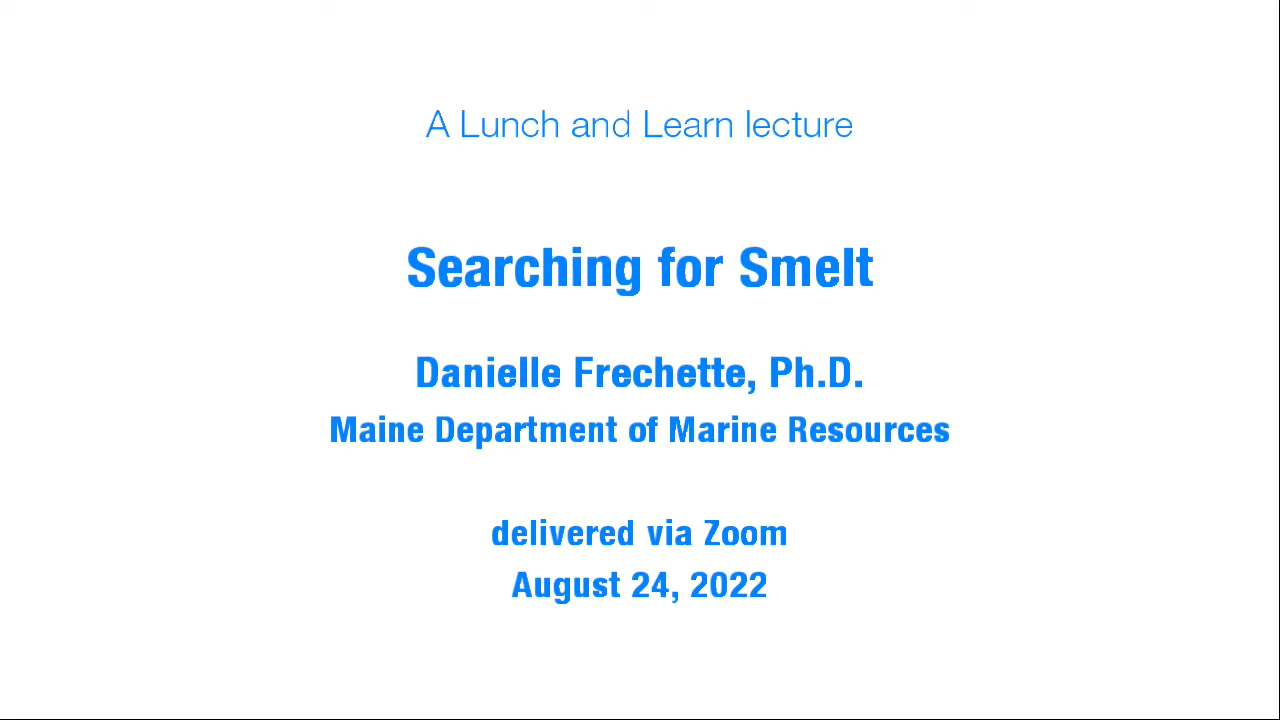 A Lunch and Learn lecture
Searching for Smelt
Danielle Frechette, Ph.D.
Maine Department of Marine Resources
delivered via Zoom
August 24, 2022